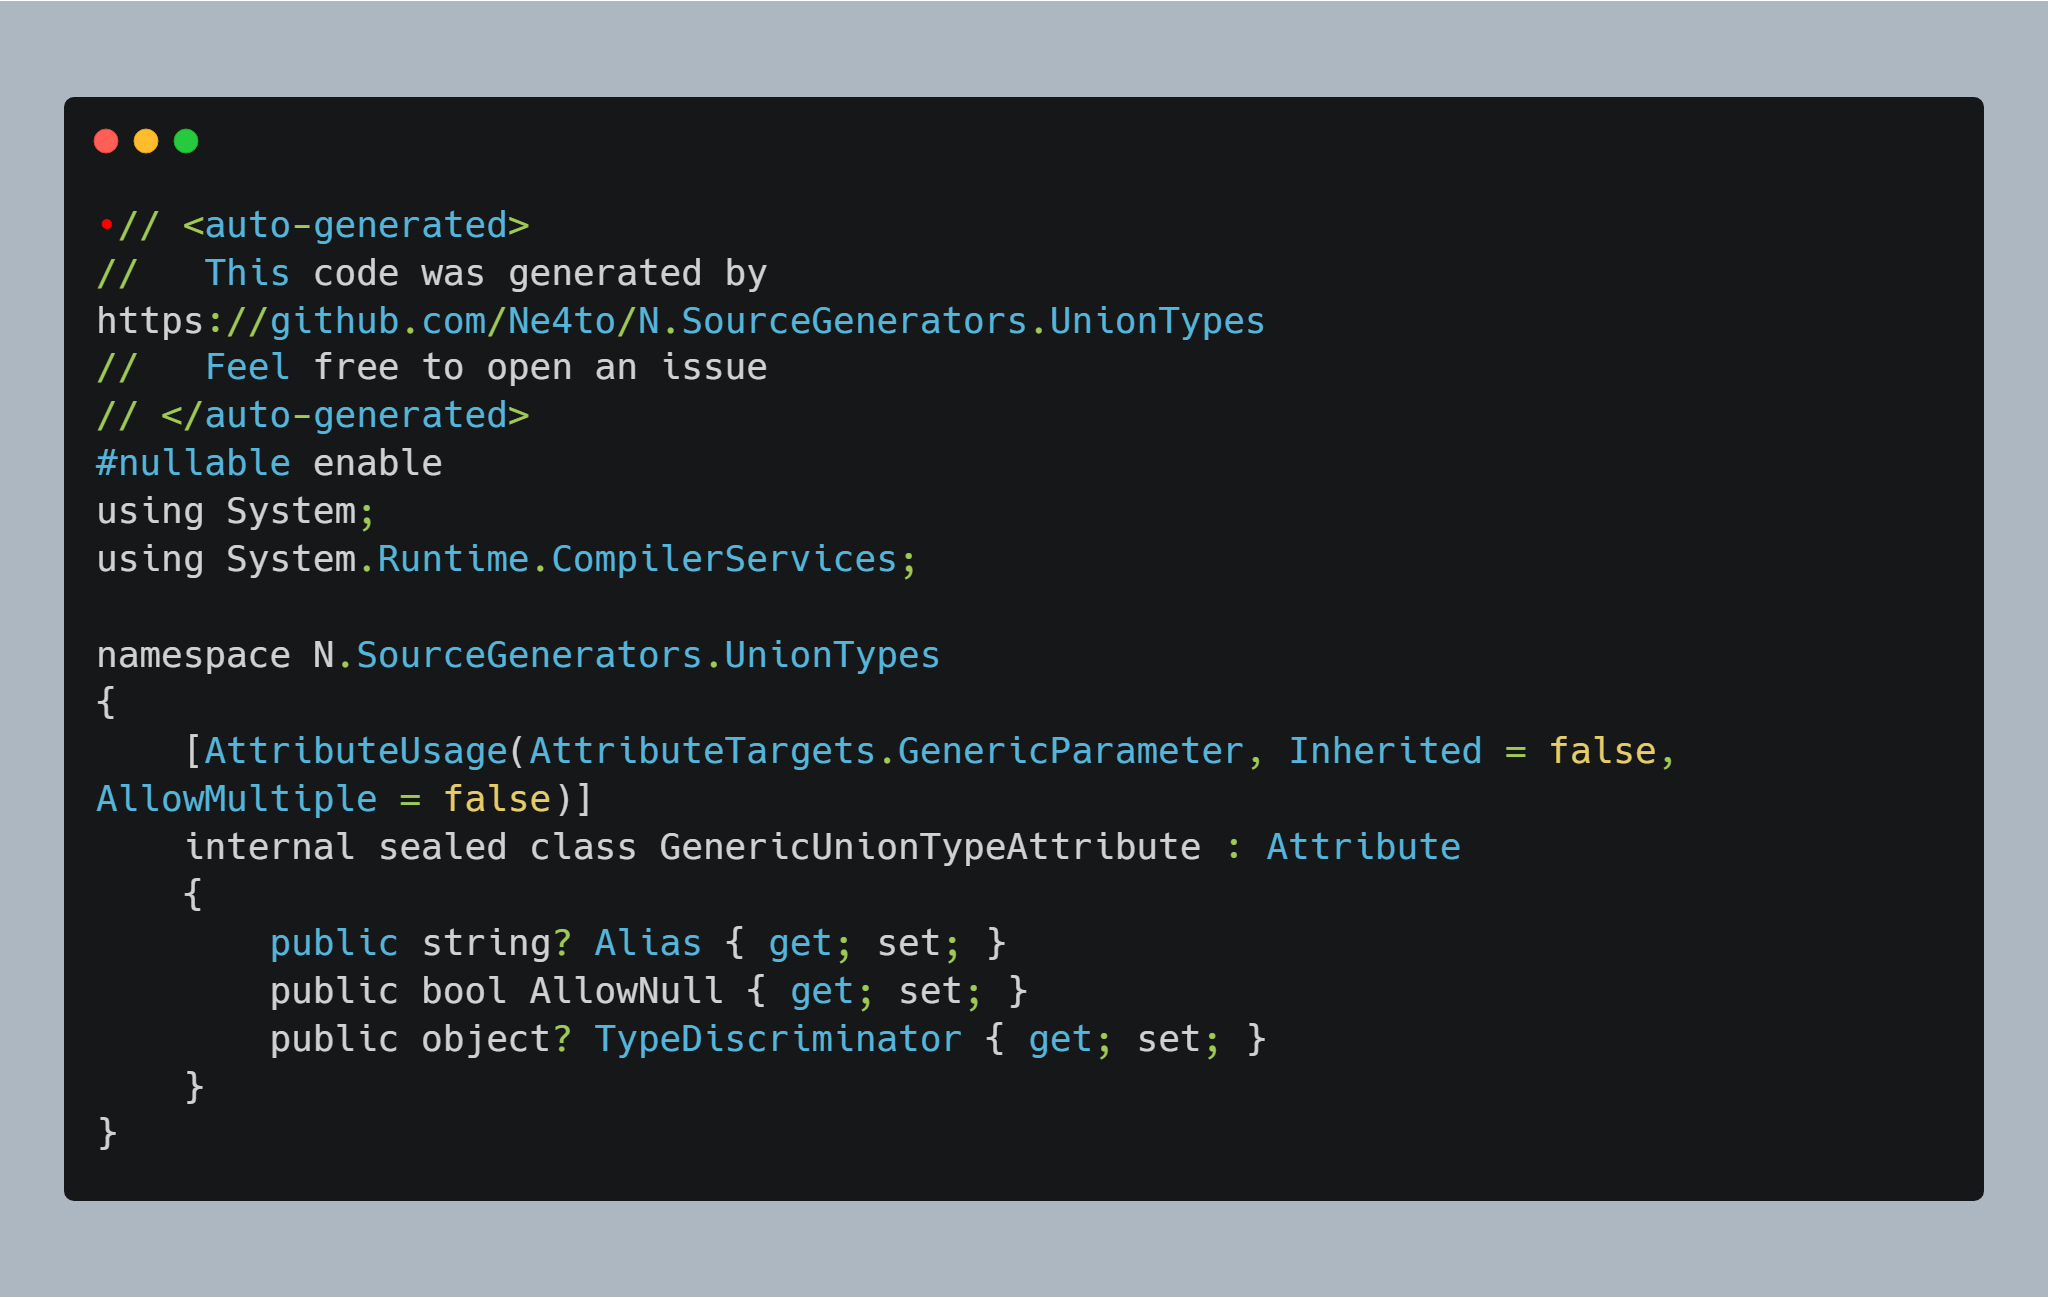 •// <auto-generated>
//   This code was generated by
https://github.com/Ne4to/N.SourceGenerators.UnionTypes
//   Feel free to open an issue
// </auto-generated>
#nullable enable
using System;
using System.Runtime.CompilerServices;

namespace N.SourceGenerators.UnionTypes
{
    [AttributeUsage(AttributeTargets.GenericParameter, Inherited = false,
AllowMultiple = false)]
    internal sealed class GenericUnionTypeAttribute : Attribute
    {
        public string? Alias { get; set; }
        public bool AllowNull { get; set; }
        public object? TypeDiscriminator { get; set; }
    }
}